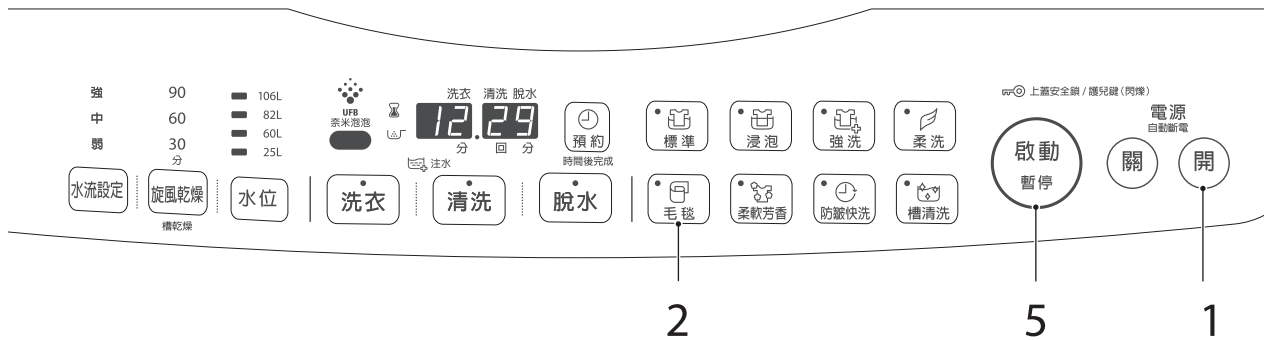 強
中
弱
90
60
30
分
106L
82L
60L
25L
水流設定
旋風乾燥
槽乾燥
水位
UFB
奈米泡泡
洗衣 清洗 脫水
12.29
分 回 分
注水
預約
時間後完成
洗衣
清洗
脫水
標準
浸泡
強洗
柔洗
毛毯
柔軟芳香
防皺快洗
槽清洗
上蓋安全鎖/護兒鍵(閃爍)
電源
自動斷電
啟動
暫停
關
開
2
5
1